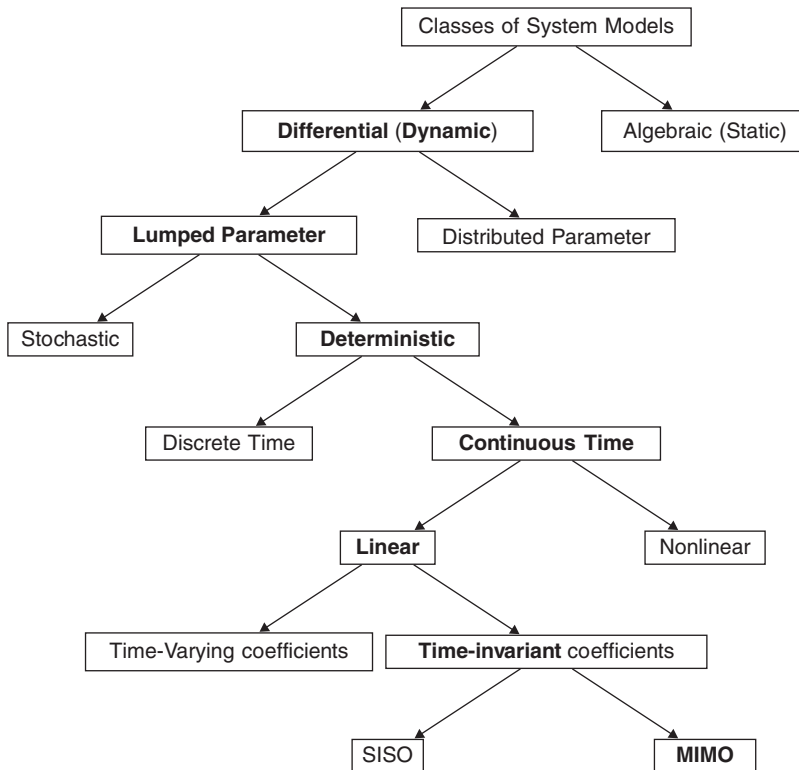 Classes of System Models
Differential (Dynamic)
Algebraic (Static)
Lumped Parameter
Distributed Parameter
Stochastic
Deterministic
Discrete Time
Continuous Time
Linear
Nonlinear
Time-Varying coefficients
Time-invariant coefficients
SISO
MIMO